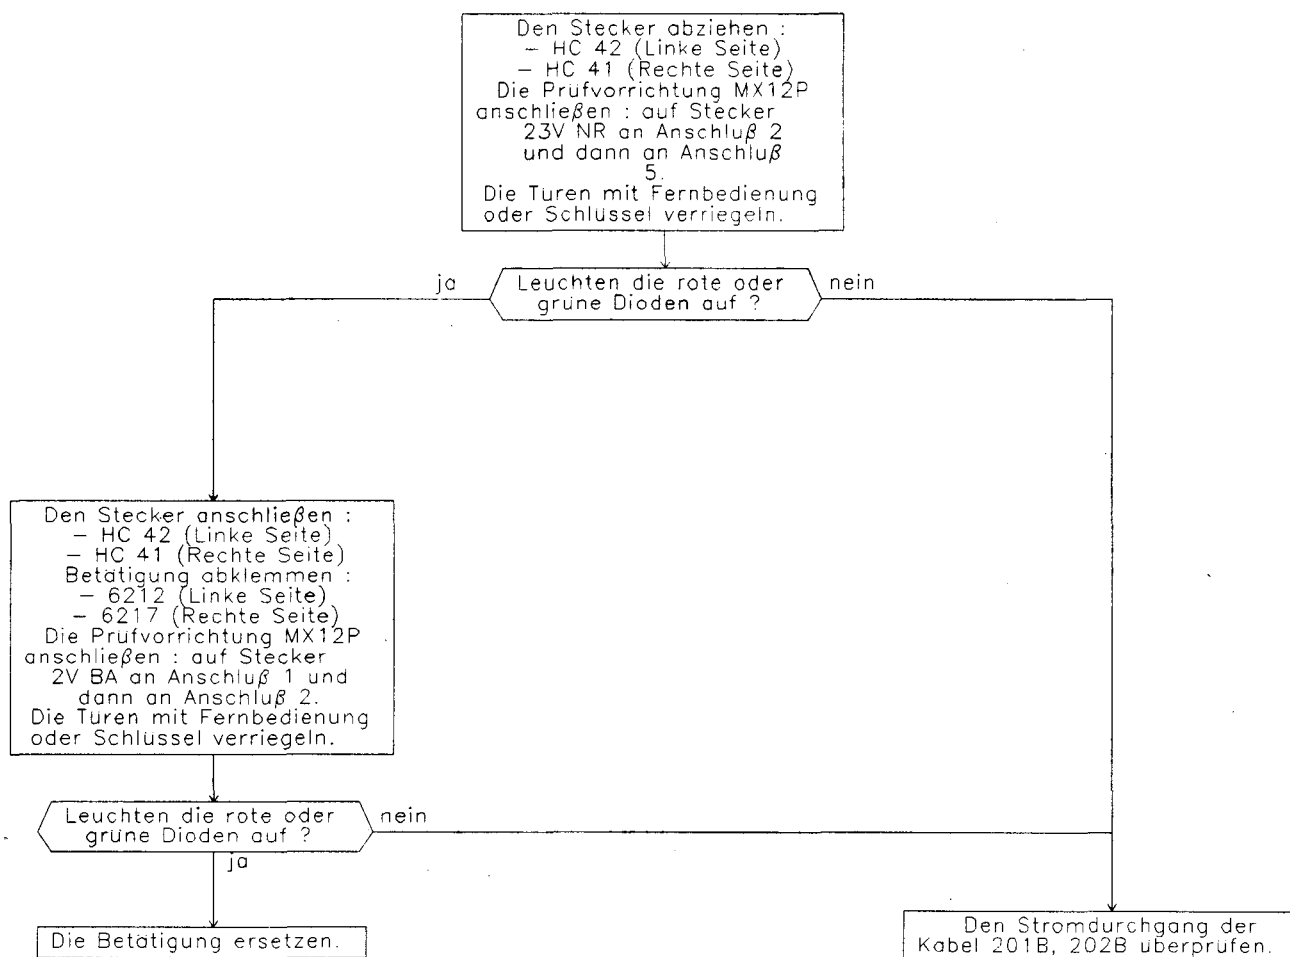 Den Stecker abziehen :
– HC 42 (Linke Seite)
– HC 41 (Rechte Seite)
Die Prüfvorrichtung MX12P
anschließen : auf Stecker
23V NR an Anschluß 2
und dann an Anschluß
5.
Die Türen mit Fernbedienung
oder Schlüssel verriegeln.
ja
Leuchten die rote oder
grüne Dioden auf ?
nein
Den Stecker anschließen :
– HC 42 (Linke Seite)
– HC 41 (Rechte Seite)
Betätigung abklemmen :
– 6212 (Linke Seite)
– 6217 (Rechte Seite)
Die Prüfvorrichtung MX12P
anschließen : auf Stecker
2V BA an Anschluß 1 und
dann an Anschluß 2.
Die Türen mit Fernbedienung
oder Schlüssel verriegeln.
Leuchten die rote oder
grüne Dioden auf ?
nein
ja
Die Betätigung ersetzen.
Den Stromdurchgang der
Kabel 201B, 202B überprüfen.